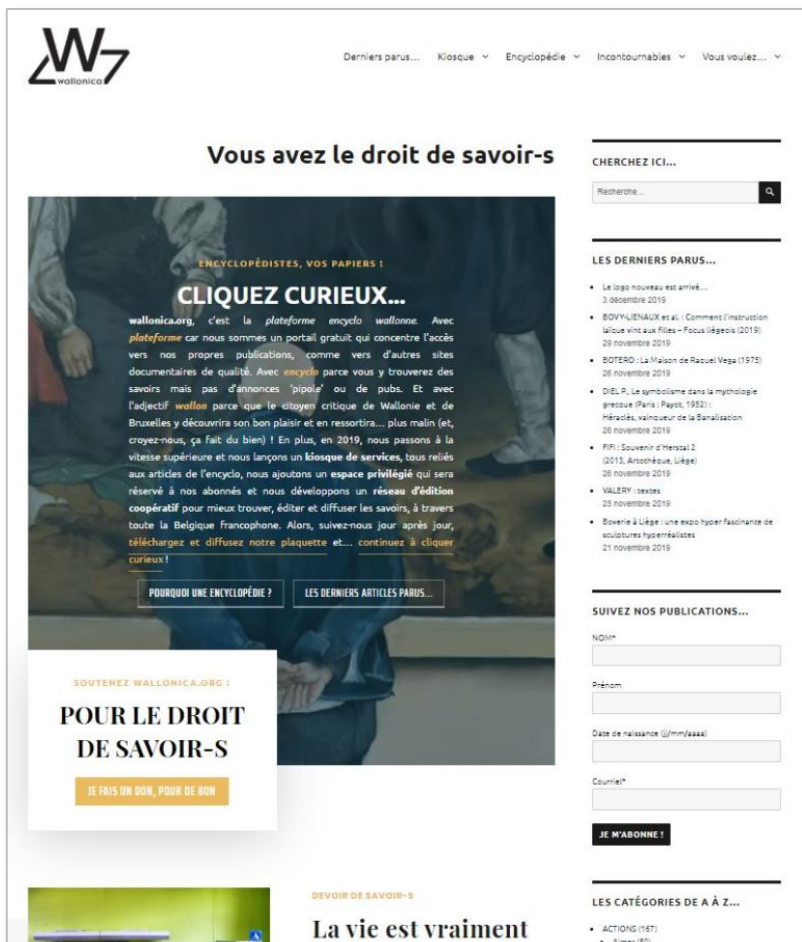 W
wallonica
Derniers parus... Kiosque Encyclopédie Incontournables Vous voulez...
Vous avez le droit de savoir-s
ENCYCLOPÉDISTES, VOS PAPIERS !
CLIQUEZ CURIEUX...
wallonica.org, c'est la plateforme encyclo wallonne. Avec
plateforme car nous sommes un portail gratuit qui concentre l'accès
vers nos propres publications, comme vers d'autres sites
documentaires de qualité. Avec encyclo parce vous y trouverez des
savoirs mais pas d'annonces 'pipole' ou de pubs. Et avec
l'adjectif wallon parce que le citoyen critique de Wallonie et de
Bruxelles y découvrira son bon plaisir et en ressortira... plus malin (et,
croyez-nous, ça fait du bien) ! En plus, en 2019, nous passons à la
vitesse supérieure et nous lançons un kiosque de services, tous reliés
aux articles de l'encyclo, nous ajoutons un espace privilégié qui sera
réservé à nos abonnés et nous développons un réseau d'édition
coopératif pour mieux trouver, éditer et diffuser les savoirs, à travers
toute la Belgique francophone. Alors, suivez-nous jour après jour,
téléchargez et diffusez notre plaquette et... continuez à cliquer
curieux !
POURQUOI UNE ENCYCLOPÉDIE ? LES DERNIERS ARTICLES PARUS...
SOUTENEZ WALLONICA.ORG :
POUR LE DROIT
DE SAVOIR-S
JE FAIS UN DON, POUR DE BON
DEVOIR DE SAVOIR-S
La vie est vraiment
CHERCHEZ ICI...
Recherche...
LES DERNIERS PARUS...
Le logo nouveau est arrivé...
3 décembre 2019
BOVY-LIENAUX et al. : Comment l'instruction
laïque vint aux filles – Focus liégeois (2019)
29 novembre 2019
BOTERO : La Maison de Raquel Vega (1975)
26 novembre 2019
DIEL P., Le symbolisme dans la mythologie
grecque (Paris : Payot, 1952) :
Héraclès, vainqueur de la Banalisation
26 novembre 2019
FIFI : Souvenir d'Herstal 2
(2013, Artothèque, Liège)
26 novembre 2019
VALERY : textes
25 novembre 2019
Boverie à Liège : une expo hyper fascinante de
sculptures hyperréalistes
21 novembre 2019
SUIVEZ NOS PUBLICATIONS...
NOM*
Prénom
Date de naissance (jj/mm/aaaa)
Courriel*
JE M'ABONNE !
LES CATÉGORIES DE A À Z...
ACTIONS (167)